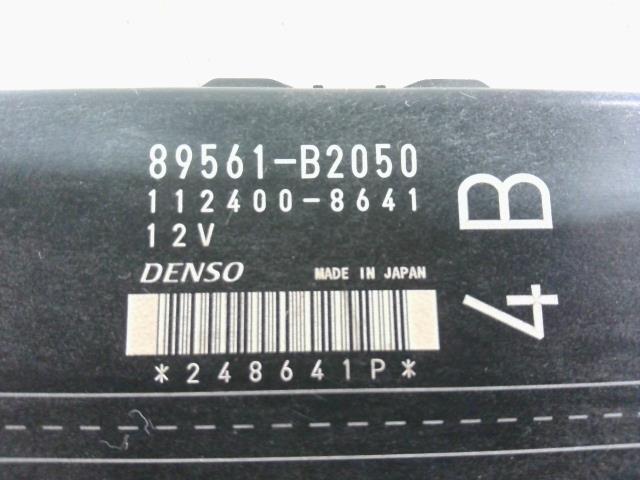 89561-B2050
112400-8641
12V
DENSO MADE IN JAPAN
*248641P*
4B